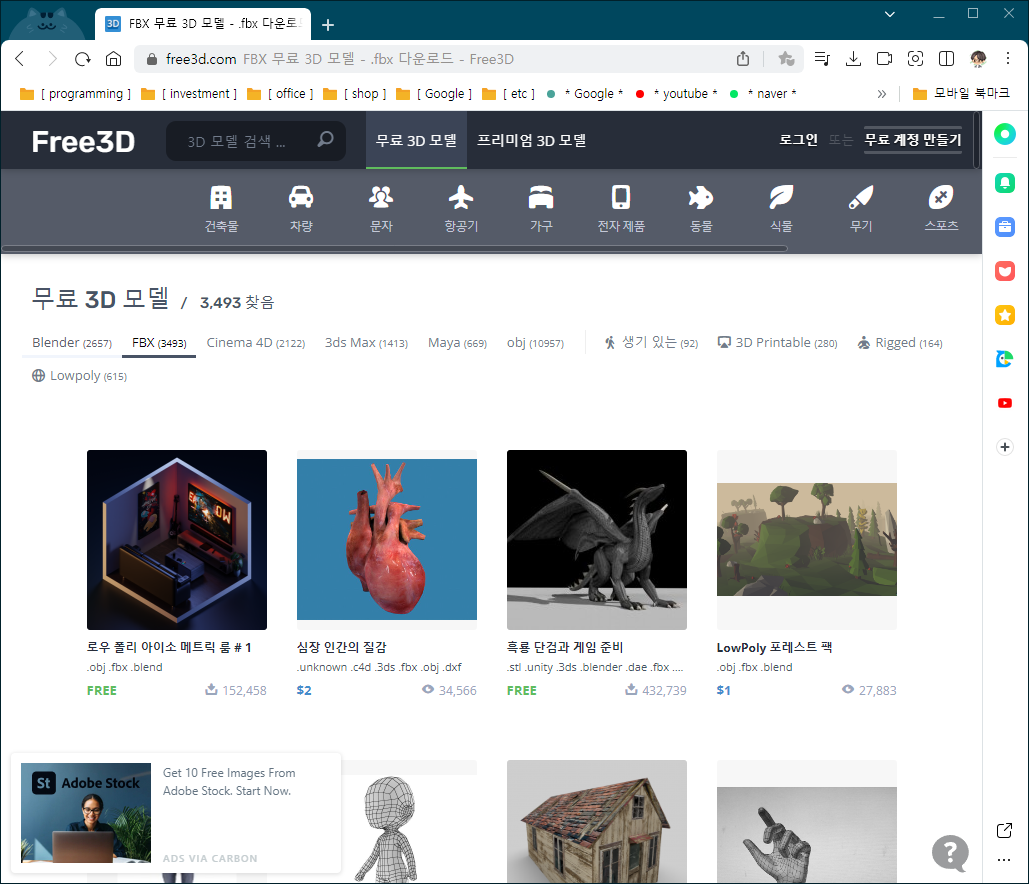 3D FBX 무료 3D 모델 - .fbx 다운로드
free3d.com FBX 무료 3D 모델 - .fbx 다운로드 - Free3D
[ programming ] [ investment ] [ office ] [ shop ] [ Google ] [ etc ] * Google * * youtube * * naver * » 모바일 북마크
Free3D 3D 모델 검색 ... 무료 3D 모델 프리미엄 3D 모델 로그인 또는 무료 계정 만들기
건축물 차량 문자 항공기 가구 전자 제품 동물 식물 무기 스포츠
무료 3D 모델 / 3,493 찾음
Blender (2657) FBX (3493) Cinema 4D (2122) 3ds Max (1413) Maya (669) obj (10957) 생기 있는 (92) 3D Printable (280) Rigged (164)
Lowpoly (615)
로우 폴리 아이소 메트릭 룸 # 1
.obj .fbx .blend
FREE 152,458
심장 인간의 질감
.unknown .c4d .3ds .fbx .obj .dxf
$2 34,566
흑룡 단검과 게임 준비
.stl .unity .3ds .blender .dae .fbx ....
FREE 432,739
LowPoly 포레스트 팩
.obj .fbx .blend
$1 27,883
St Adobe Stock
Get 10 Free Images From
Adobe Stock. Start Now.
ADS VIA CARBON
?